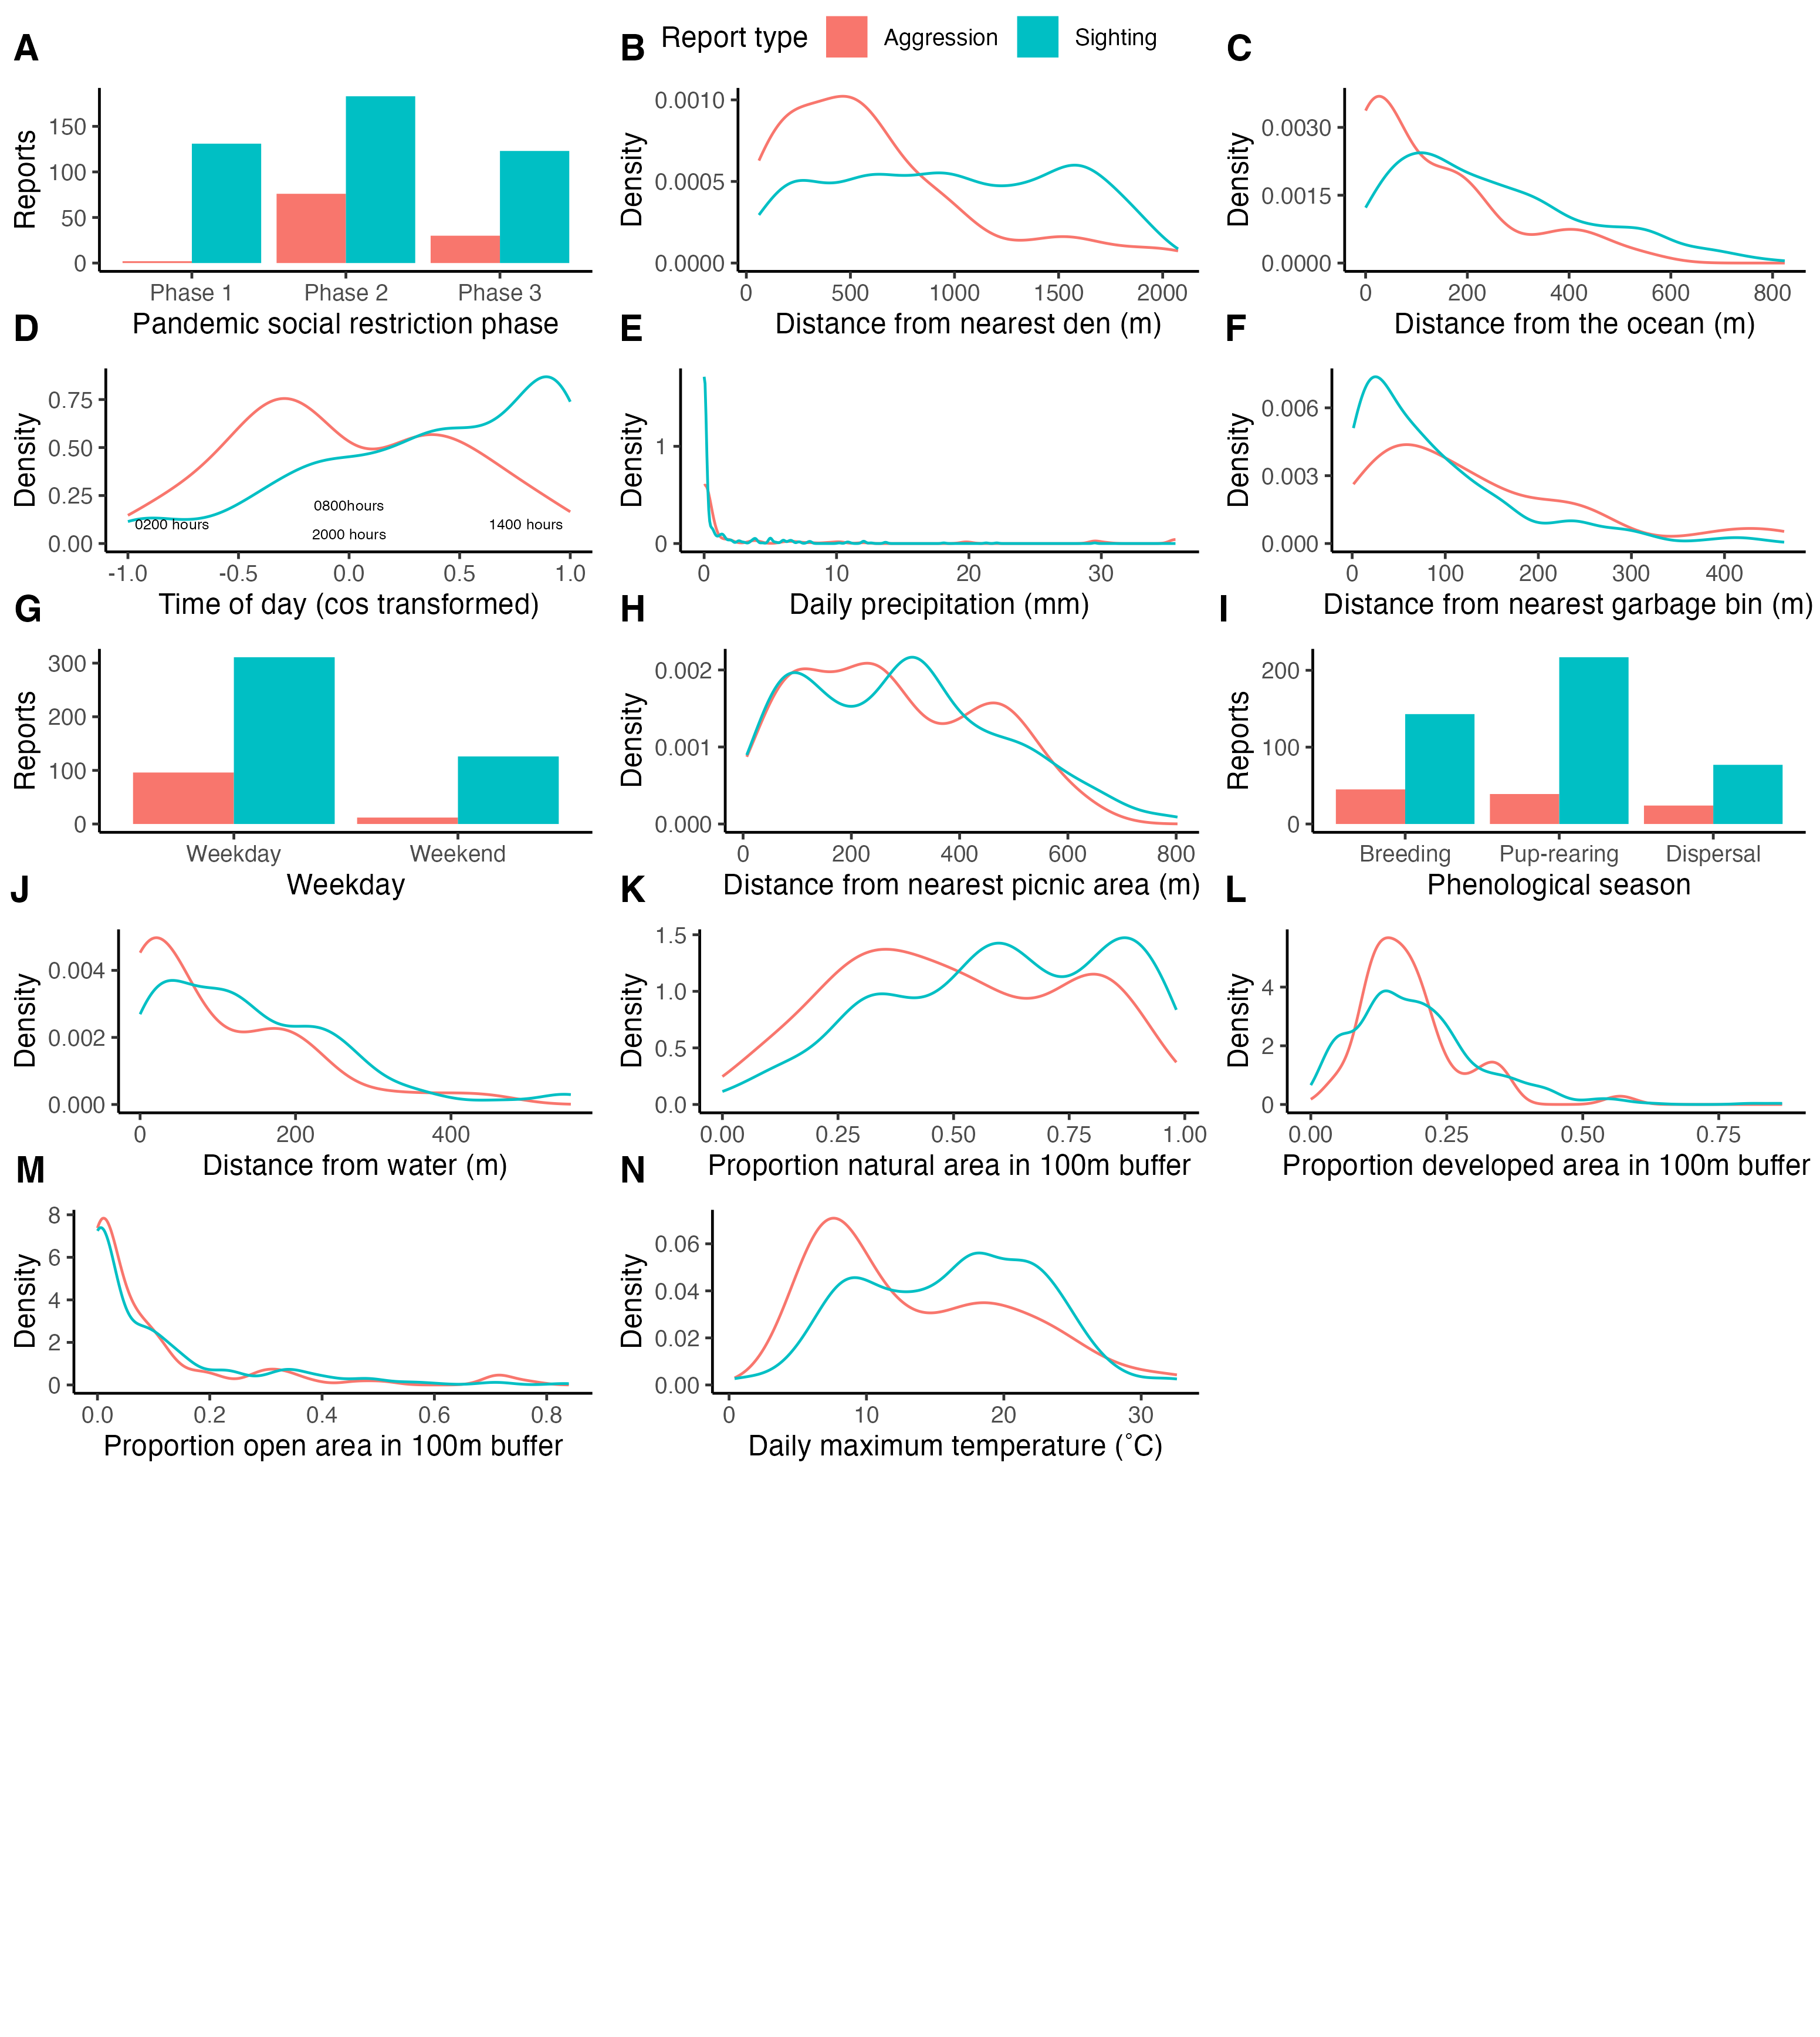 Report type Aggression Sighting
A
Reports
150
100
50
0
Phase 1 Phase 2 Phase 3
Pandemic social restriction phase
B
Density
0.0010
0.0005
0.0000
0 500 1000 1500 2000
Distance from nearest den (m)
C
Density
0.0030
0.0015
0.0000
0 200 400 600 800
Distance from the ocean (m)
D
Density
0.75
0.50
0.25
0.00
0200 hours
0800hours
2000 hours
1400 hours
-1.0 -0.5 0.0 0.5 1.0
Time of day (cos transformed)
E
Density
1
0
0 10 20 30
Daily precipitation (mm)
F
Density
0.006
0.003
0.000
0 100 200 300 400
Distance from nearest garbage bin (m)
G
Reports
300
200
100
0
Weekday Weekend
Weekday
H
Density
0.002
0.001
0.000
0 200 400 600 800
Distance from nearest picnic area (m)
I
Reports
200
100
0
Breeding Pup-rearing Dispersal
Phenological season
J
Density
0.004
0.002
0.000
0 200 400
Distance from water (m)
K
Density
1.5
1.0
0.5
0.0
0.00 0.25 0.50 0.75 1.00
Proportion natural area in 100m buffer
L
Density
4
2
0
0.00 0.25 0.50 0.75
Proportion developed area in 100m buffer
M
Density
8
6
4
2
0
0.0 0.2 0.4 0.6 0.8
Proportion open area in 100m buffer
N
Density
0.06
0.04
0.02
0.00
0 10 20 30
Daily maximum temperature (˚C)